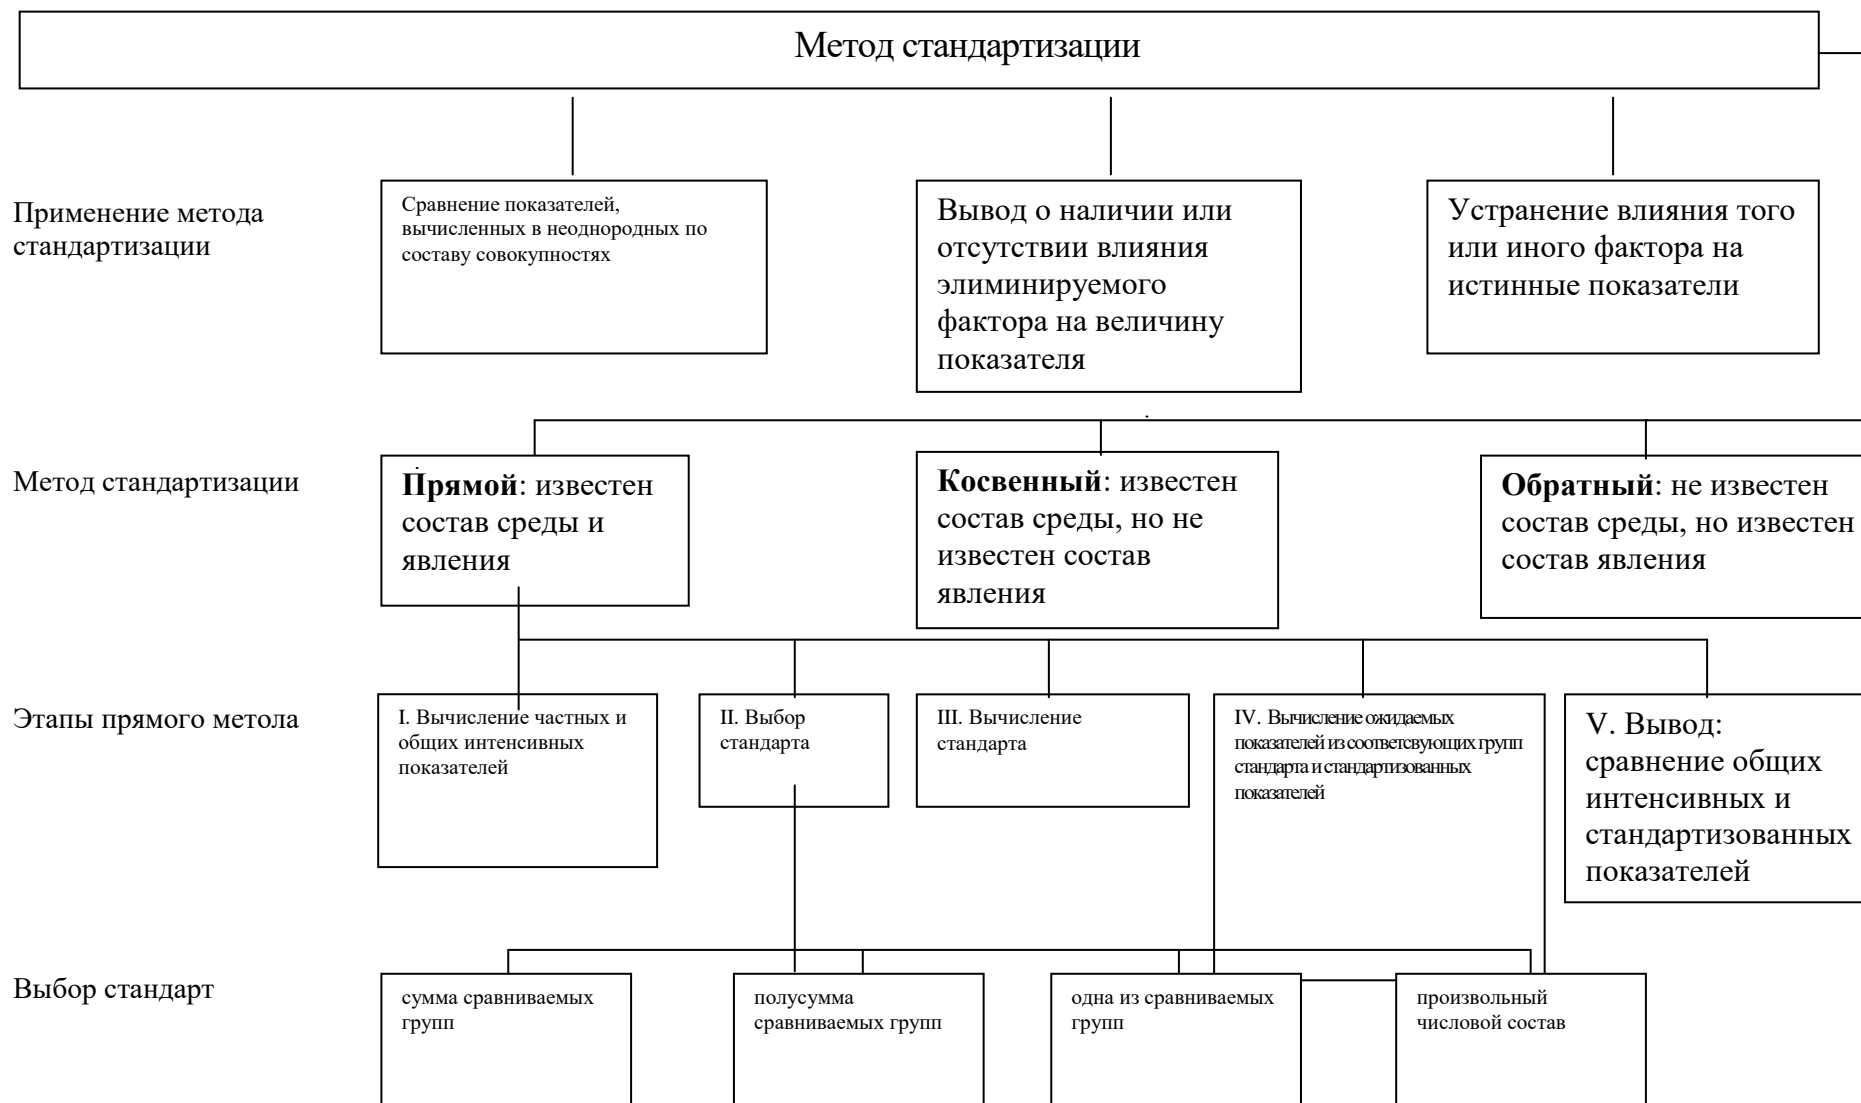 Метод стандартизации
Применение метода
стандартизации
Сравнение показателей,
вычисленных в неоднородных по
составу совокупностях
Вывод о наличии или
отсутствии влияния
элиминируемого
фактора на величину
показателя
Устранение влияния того
или иного фактора на
истинные показатели
Метод стандартизации
Прямой: известен
состав среды и
явления
Косвенный: известен
состав среды, но не
известен состав
явления
Обратный: не известен
состав среды, но известен
состав явления
Этапы прямого метола
I. Вычисление частных и
общих интенсивных
показателей
II. Выбор
стандарта
III. Вычисление
стандарта
IV. Вычисление ожидаемых
показателей из соответсвующих групп
стандарта и стандартизованных
показателей
V. Вывод:
сравнение общих
интенсивных и
стандартизованных
показателей
Выбор стандарт
сумма сравниваемых
групп
полусумма
сравниваемых групп
одна из сравниваемых
групп
произвольный
числовой состав